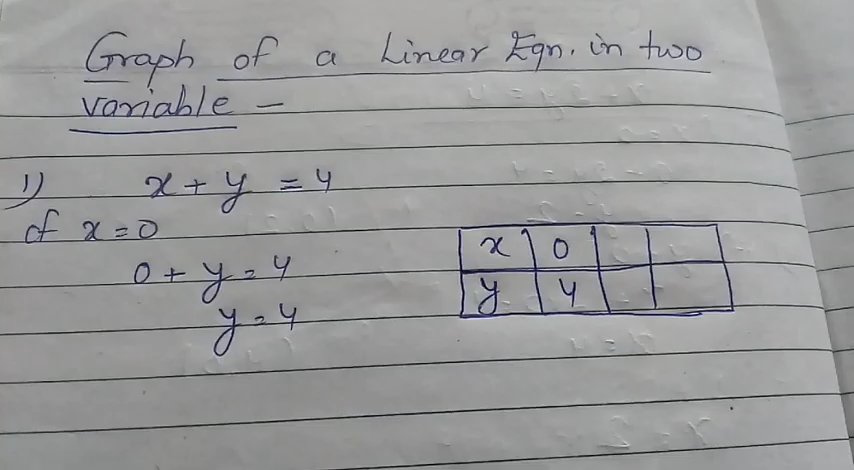 Graph of a Linear Eqn. in two
variable –
1) x + y = 4
If x = 0
0 + y = 4
y = 4
x 0
y 4